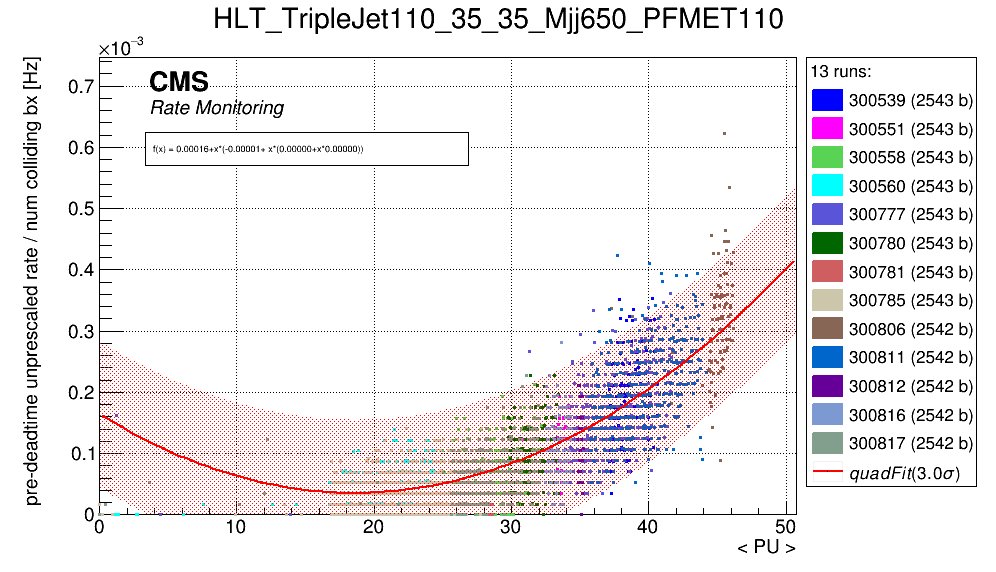 HLT_TripleJet110_35_35_Mjj650_PFMET110
×10⁻³
pre-deadtime unprescaled rate / num colliding bx [Hz]
CMS
Rate Monitoring
f(x) = 0.00016+x*(-0.00001+ x*(0.00000+x*0.00000))
0.7
0.6
0.5
0.4
0.3
0.2
0.1
0
0 10 20 30 40 50
< PU >
13 runs:
300539 (2543 b)
300551 (2543 b)
300558 (2543 b)
300560 (2543 b)
300777 (2543 b)
300780 (2543 b)
300781 (2543 b)
300785 (2543 b)
300806 (2542 b)
300811 (2542 b)
300812 (2542 b)
300816 (2542 b)
300817 (2542 b)
quadFit(3.0σ)